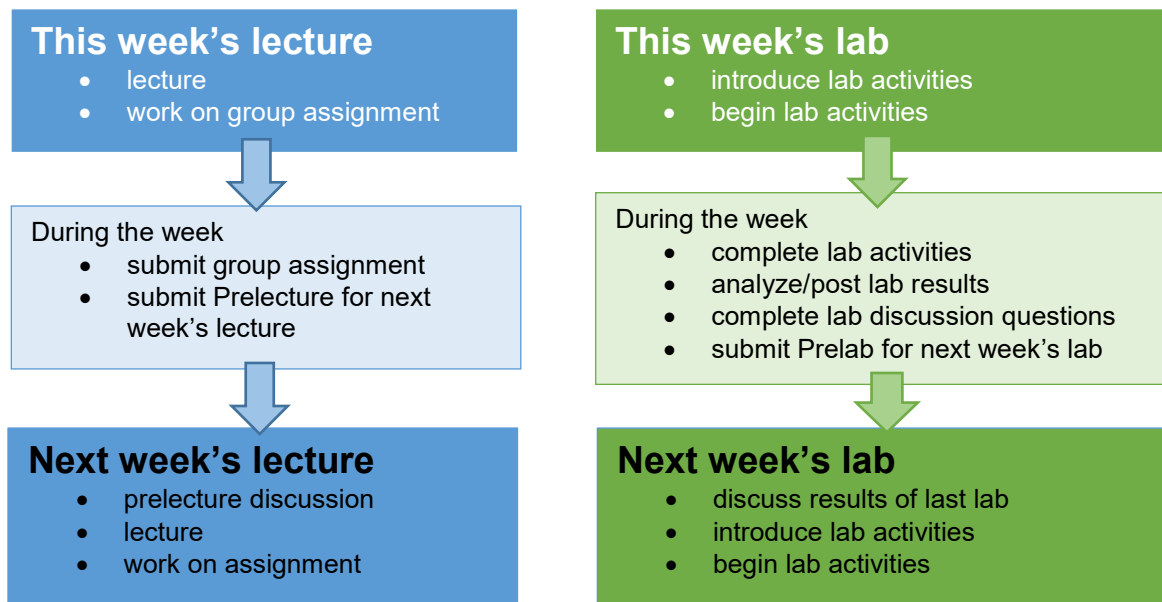 This week’s lecture
• lecture
• work on group assignment
During the week
• submit group assignment
• submit Prelecture for next
week’s lecture
Next week’s lecture
• prelecture discussion
• lecture
• work on assignment
This week’s lab
• introduce lab activities
• begin lab activities
During the week
• complete lab activities
• analyze/post lab results
• complete lab discussion questions
• submit Prelab for next week’s lab
Next week’s lab
• discuss results of last lab
• introduce lab activities
• begin lab activities